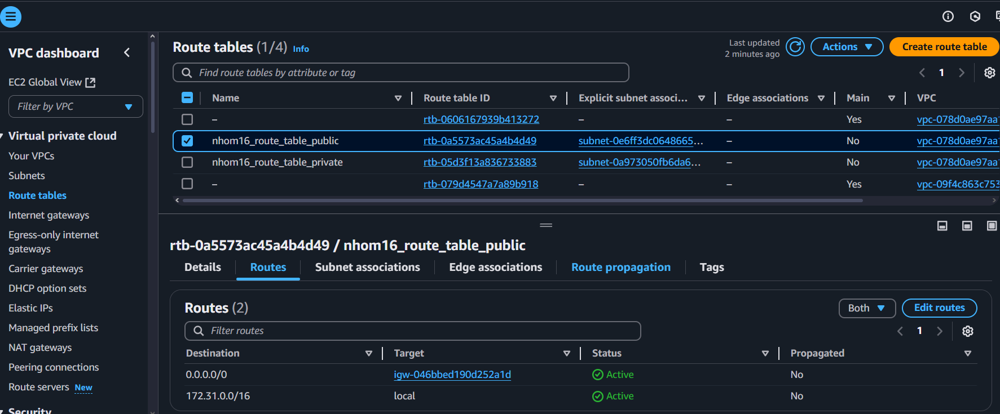 VPC dashboard
EC2 Global View
Filter by VPC
Virtual private cloud
Your VPCs
Subnets
Route tables
Internet gateways
Egress-only internet
gateways
Carrier gateways
DHCP option sets
Elastic IPs
Managed prefix lists
NAT gateways
Peering connections
Route servers New
Security
Route tables (1/4) Info
Last updated
2 minutes ago
Actions
Create route table
Find route tables by attribute or tag
1
Name Route table ID Explicit subnet associ... Edge associations Main VPC
– rtb-0606167939b413272 – – Yes vpc-078d0ae97aa
nhom16_route_table_public rtb-0a5573ac45a4b4d49 subnet-0e6ff3dc0648665... – No vpc-078d0ae97aa
nhom16_route_table_private rtb-05d3f13a836733883 subnet-0a973050fb6da6... – No vpc-078d0ae97aa
– rtb-079d4547a7a89b918 – – Yes vpc-09f4c863c753
rtb-0a5573ac45a4b4d49 / nhom16_route_table_public
Details Routes Subnet associations Edge associations Route propagation Tags
Routes (2)
Both
Edit routes
Filter routes
1
Destination Target Status Propagated
0.0.0.0/0 igw-046bbed190d252a1d Active No
172.31.0.0/16 local Active No